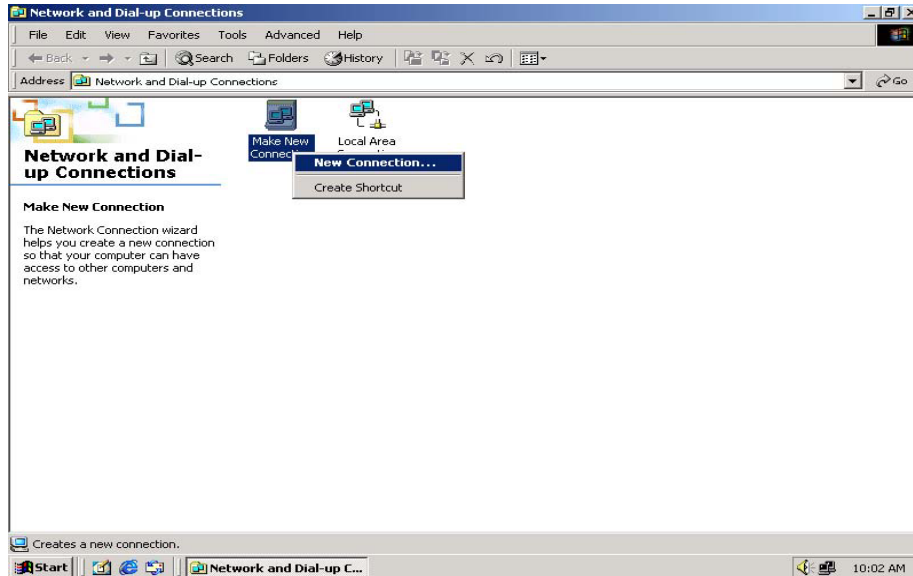 Network and Dial-up Connections
File Edit View Favorites Tools Advanced Help
Back Search Folders History
Address Network and Dial-up Connections Go
Make New Local Area
New Connection...
Create Shortcut
Network and Dial-
up Connections
Make New Connection
The Network Connection wizard
helps you create a new connection
so that your computer can have
access to other computers and
networks.
Creates a new connection.
Start Network and Dial-up C... 10:02 AM